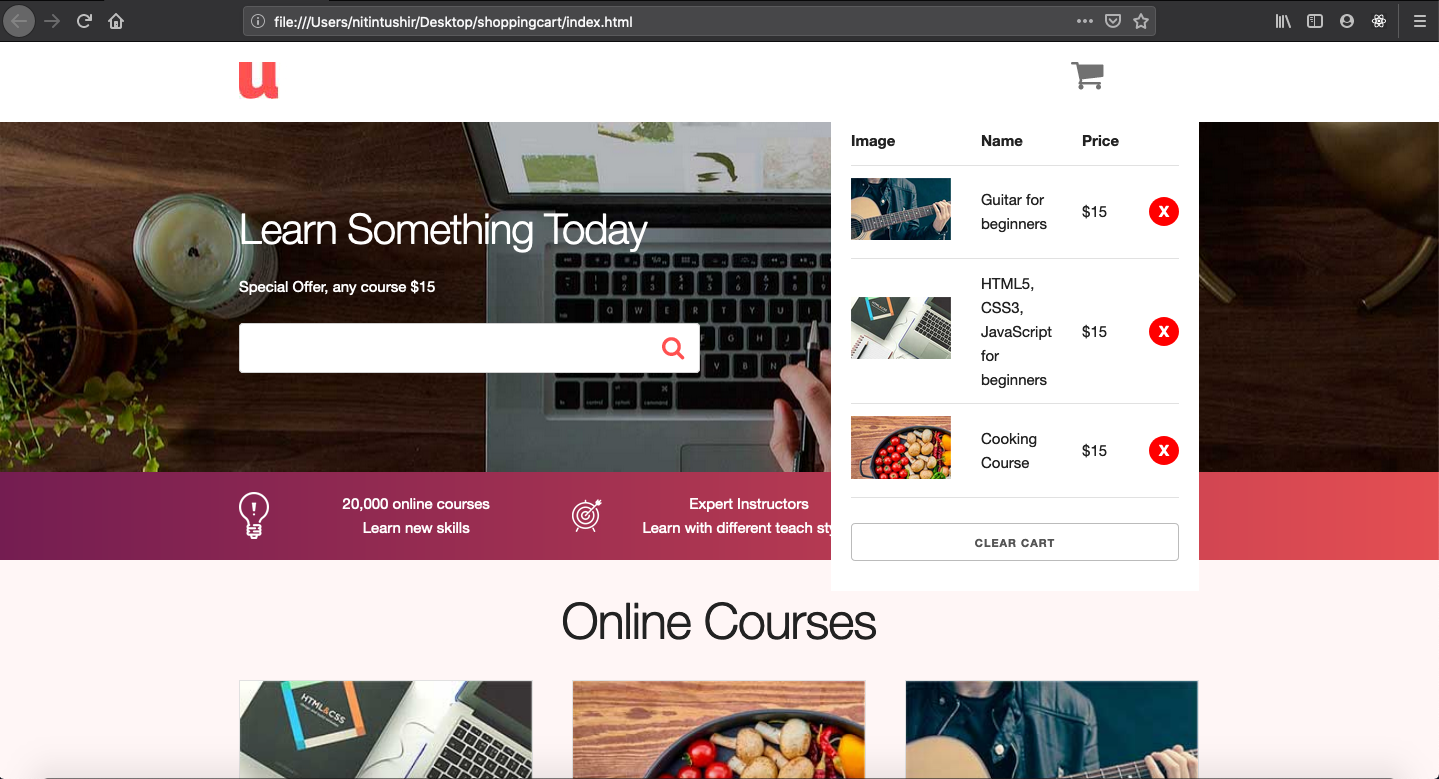 file:///Users/nitintushir/Desktop/shoppingcart/index.html
u
Image Name Price
Guitar for
beginners
$15
X
HTML5,
CSS3,
JavaScript
for
beginners
$15
X
Cooking
Course
$15
X
CLEAR CART
Learn Something Today
Special Offer, any course $15
20,000 online courses
Learn new skills
Expert Instructors
Learn with different teach sty
Online Courses
HTML&CSS